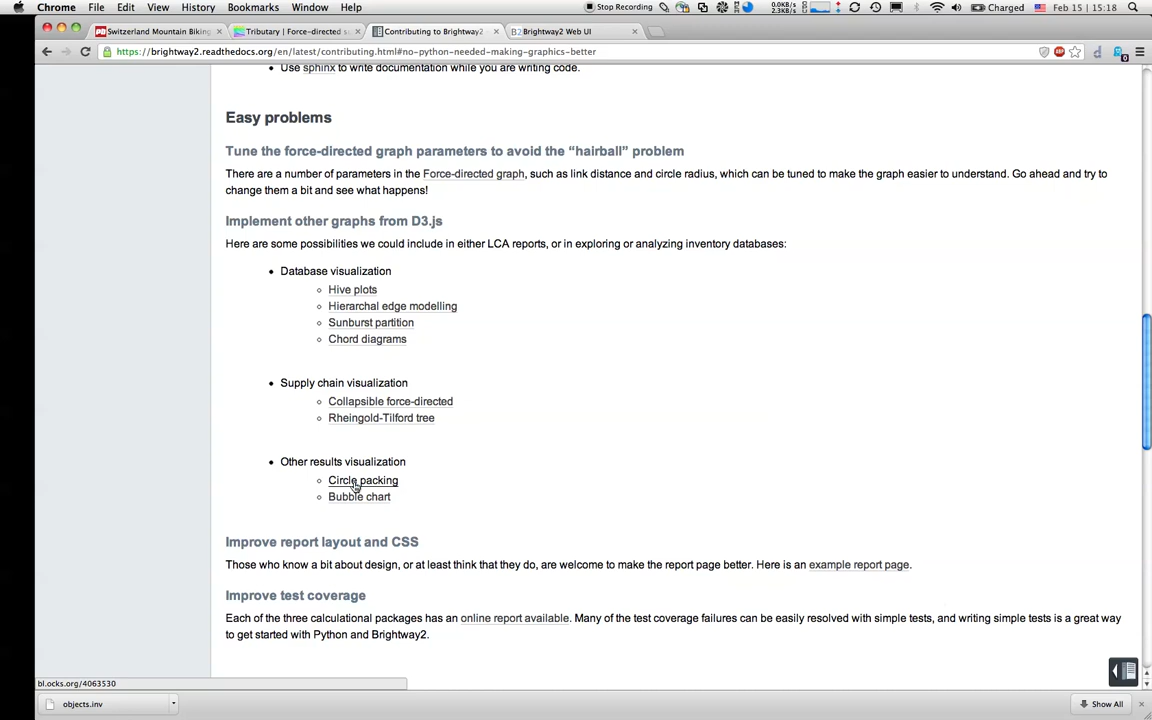 Chrome File Edit View History Bookmarks Window Help Stop Recording 0.0KB/s 2.3KB/s Charged Feb 15 15:18
Switzerland Mountain Biking Tributary | Force-directed s Contributing to Brightway2 B2 Brightway2 Web UI
https://brightway2.readthedocs.org/en/latest/contributing.html#no-python-needed-making-graphics-better
Use sphinx to write documentation while you are writing code.
Easy problems
Tune the force-directed graph parameters to avoid the “hairball” problem
There are a number of parameters in the Force-directed graph, such as link distance and circle radius, which can be tuned to make the graph easier to understand. Go ahead and try to
change them a bit and see what happens!
Implement other graphs from D3.js
Here are some possibilities we could include in either LCA reports, or in exploring or analyzing inventory databases:
Database visualization
Hive plots
Hierarchal edge modelling
Sunburst partition
Chord diagrams
Supply chain visualization
Collapsible force-directed
Rheingold-Tilford tree
Other results visualization
Circle packing
Bubble chart
Improve report layout and CSS
Those who know a bit about design, or at least think that they do, are welcome to make the report page better. Here is an example report page.
Improve test coverage
Each of the three calculational packages has an online report available. Many of the test coverage failures can be easily resolved with simple tests, and writing simple tests is a great way
to get started with Python and Brightway2.
bl.ocks.org/4063530
objects.inv Show All